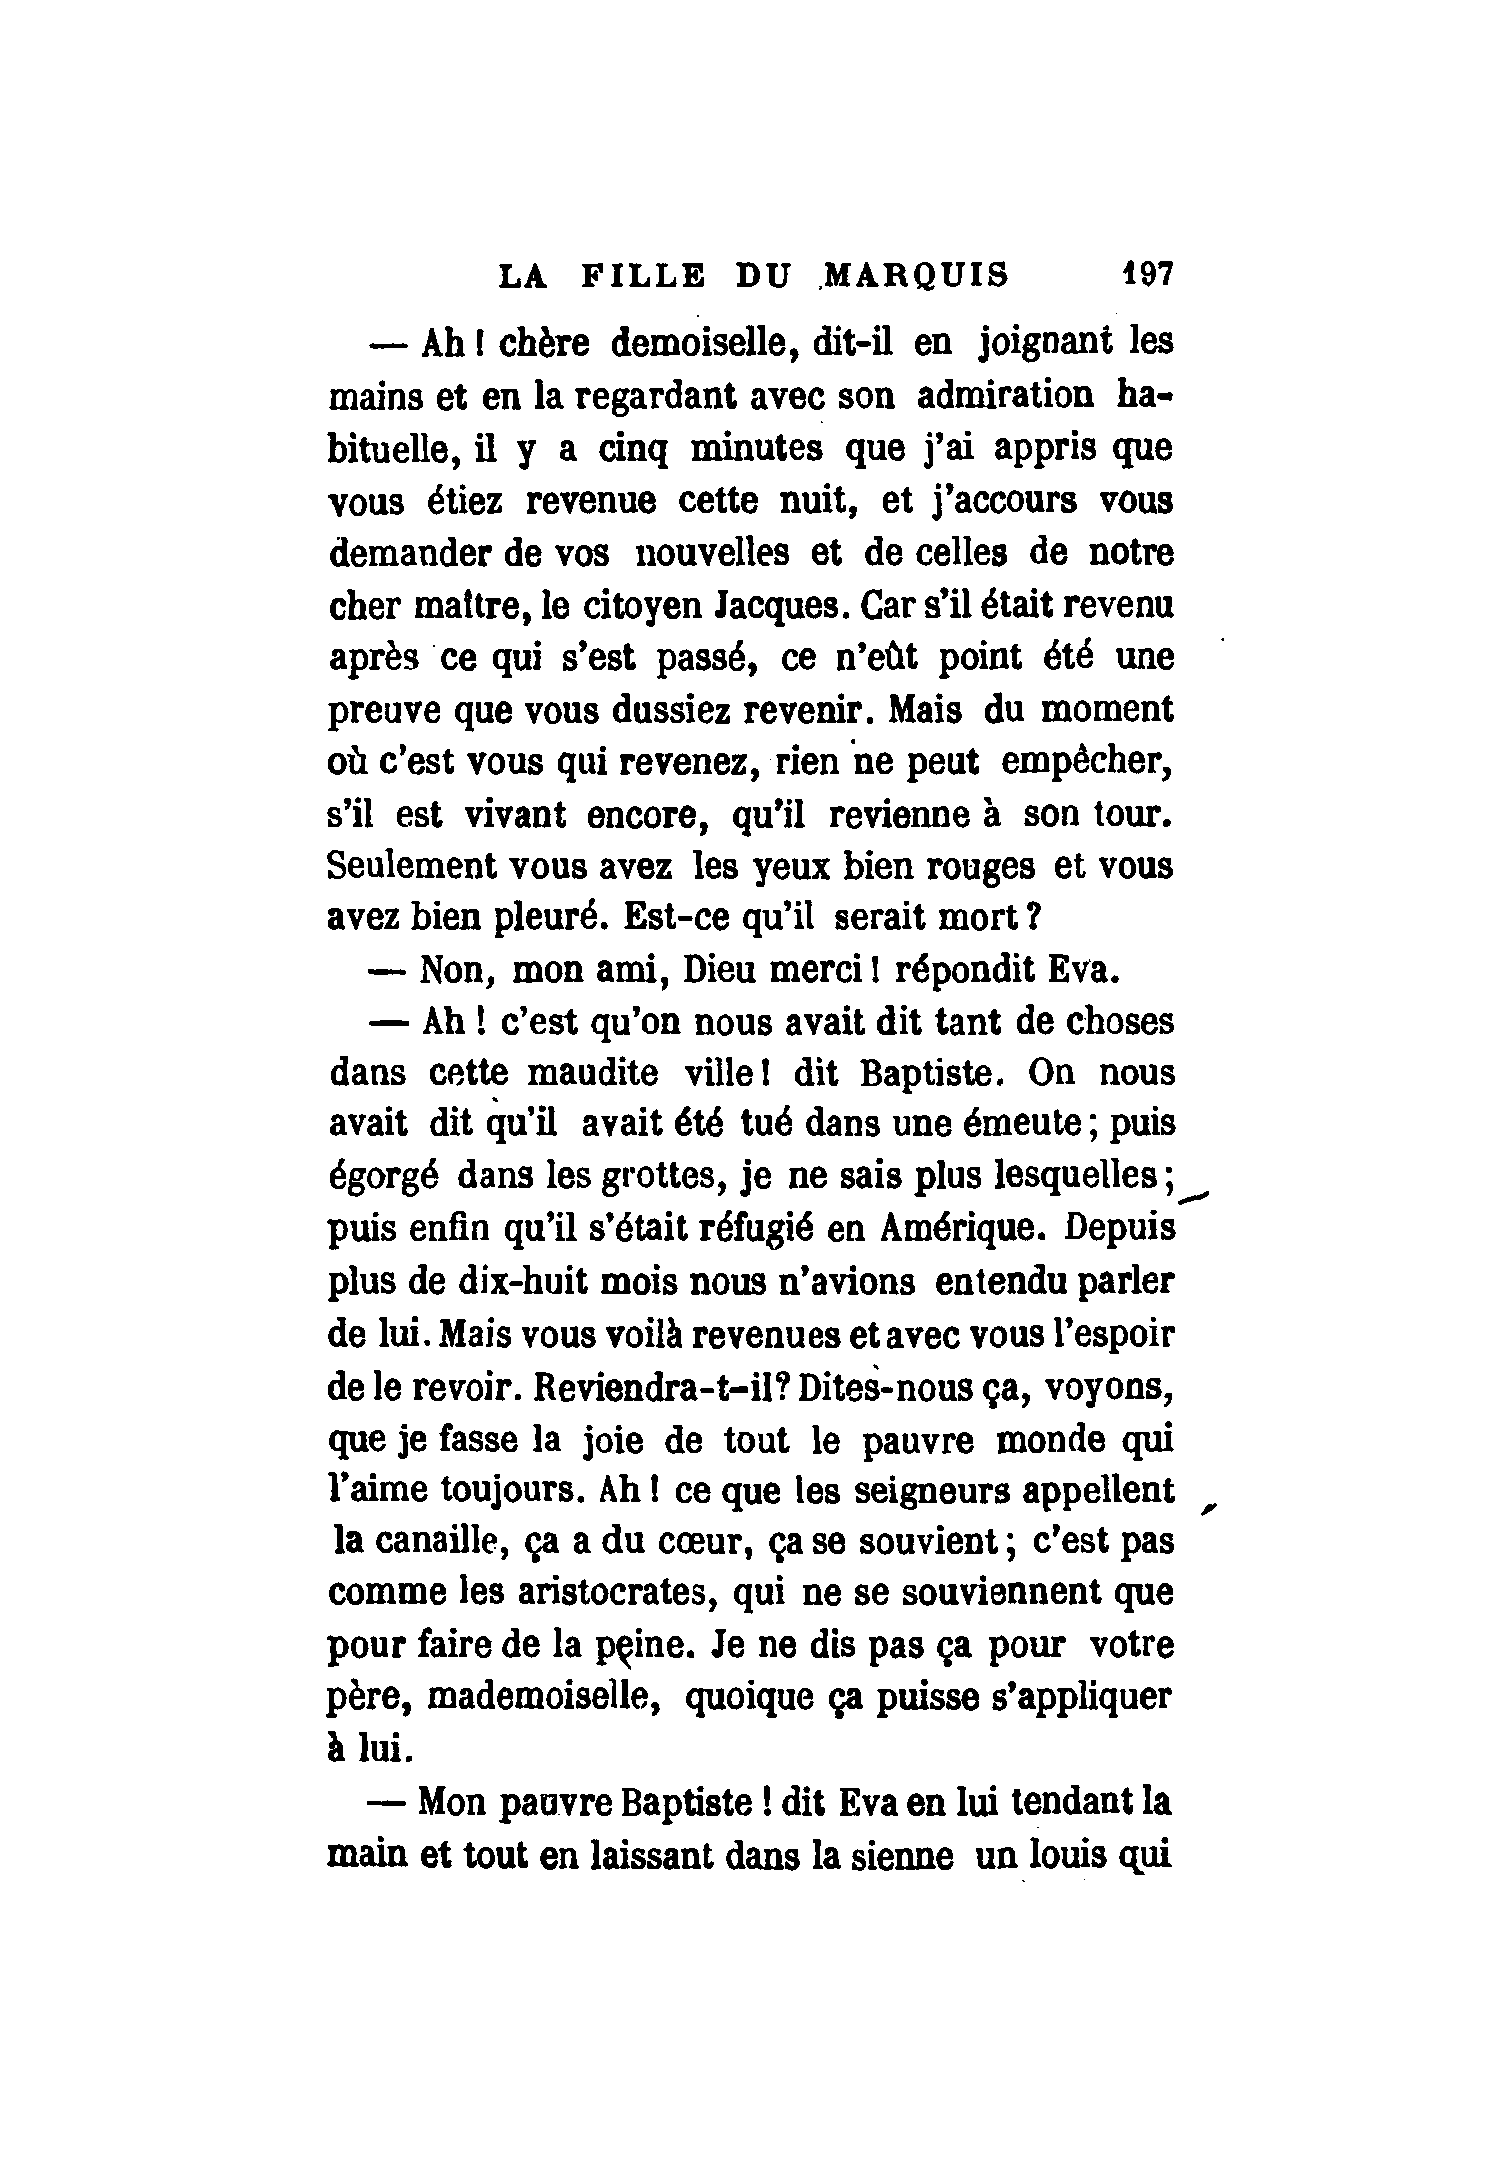 LA FILLE DU MARQUIS 197
— Ah ! chère demoiselle, dit-il en joignant les
mains et en la regardant avec son admiration ha-
bituelle, il y a cinq minutes que j'ai appris que
vous étiez revenue cette nuit, et j'accours vous
demander de vos nouvelles et de celles de notre
cher maître, le citoyen Jacques. Car s'il était revenu
après ce qui s'est passé, ce n'eût point été une
preuve que vous dussiez revenir. Mais du moment
où c'est vous qui revenez, rien ne peut empêcher,
s'il est vivant encore, qu'il revienne à son tour.
Seulement vous avez les yeux bien rouges et vous
avez bien pleuré. Est-ce qu'il serait mort ?
— Non, mon ami, Dieu merci ! répondit Eva.
— Ah ! c'est qu'on nous avait dit tant de choses
dans cette maudite ville ! dit Baptiste. On nous
avait dit qu'il avait été tué dans une émeute ; puis
égorgé dans les grottes, je ne sais plus lesquelles ;
puis enfin qu'il s'était réfugié en Amérique. Depuis
plus de dix-huit mois nous n'avions entendu parler
de lui. Mais vous voilà revenues et avec vous l'espoir
de le revoir. Reviendra-t-il? Dites-nous ça, voyons,
que je fasse la joie de tout le pauvre monde qui
l'aime toujours. Ah ! ce que les seigneurs appellent
la canaille, ça a du cœur, ça se souvient ; c'est pas
comme les aristocrates, qui ne se souviennent que
pour faire de la peine. Je ne dis pas ça pour votre
père, mademoiselle, quoique ça puisse s'appliquer
à lui.
— Mon pauvre Baptiste ! dit Eva en lui tendant la
main et tout en laissant dans la sienne un louis qui